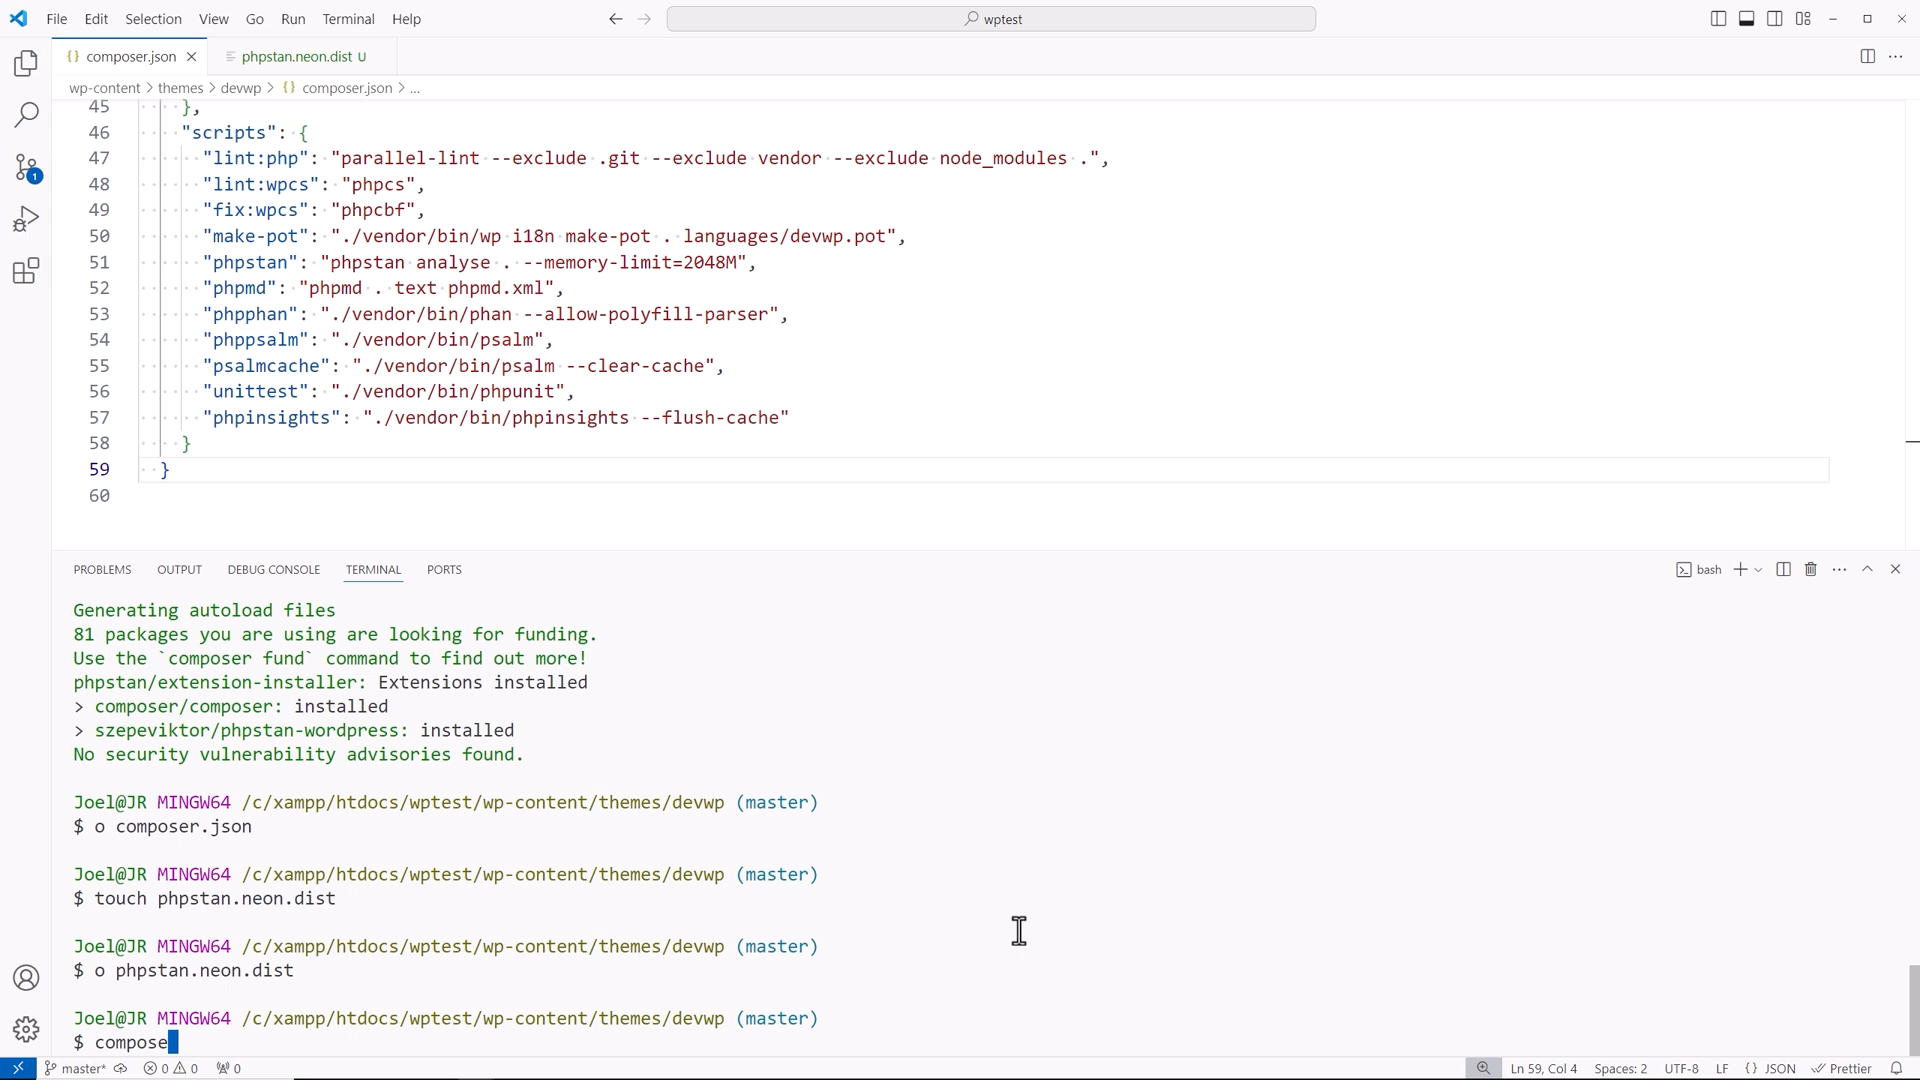 File Edit Selection View Go Run Terminal Help wptest
{} composer.json phpstan.neon.dist U
wp-content > themes > devwp > {} composer.json > ...
45 },
46 "scripts": {
47 "lint:php": "parallel-lint --exclude .git --exclude vendor --exclude node_modules .",
48 "lint:wpcs": "phpcs",
49 "fix:wpcs": "phpcbf",
50 "make-pot": "./vendor/bin/wp i18n make-pot . languages/devwp.pot",
51 "phpstan": "phpstan analyse . --memory-limit=2048M",
52 "phpmd": "phpmd . text phpmd.xml",
53 "phpphan": "./vendor/bin/phan --allow-polyfill-parser",
54 "phppsalm": "./vendor/bin/psalm",
55 "psalmcache": "./vendor/bin/psalm --clear-cache",
56 "unittest": "./vendor/bin/phpunit",
57 "phpinsights": "./vendor/bin/phpinsights --flush-cache"
58 }
59 }
60
1
PROBLEMS OUTPUT DEBUG CONSOLE TERMINAL PORTS bash
Generating autoload files
81 packages you are using are looking for funding.
Use the `composer fund` command to find out more!
phpstan/extension-installer: Extensions installed
> composer/composer: installed
> szepeviktor/phpstan-wordpress: installed
No security vulnerability advisories found.
Joel@JR MINGW64 /c/xampp/htdocs/wptest/wp-content/themes/devwp (master)
$ o composer.json
Joel@JR MINGW64 /c/xampp/htdocs/wptest/wp-content/themes/devwp (master)
$ touch phpstan.neon.dist
Joel@JR MINGW64 /c/xampp/htdocs/wptest/wp-content/themes/devwp (master)
$ o phpstan.neon.dist
Joel@JR MINGW64 /c/xampp/htdocs/wptest/wp-content/themes/devwp (master)
$ compose
master* 0 0 0 Ln 59, Col 4 Spaces: 2 UTF-8 LF {} JSON Prettier